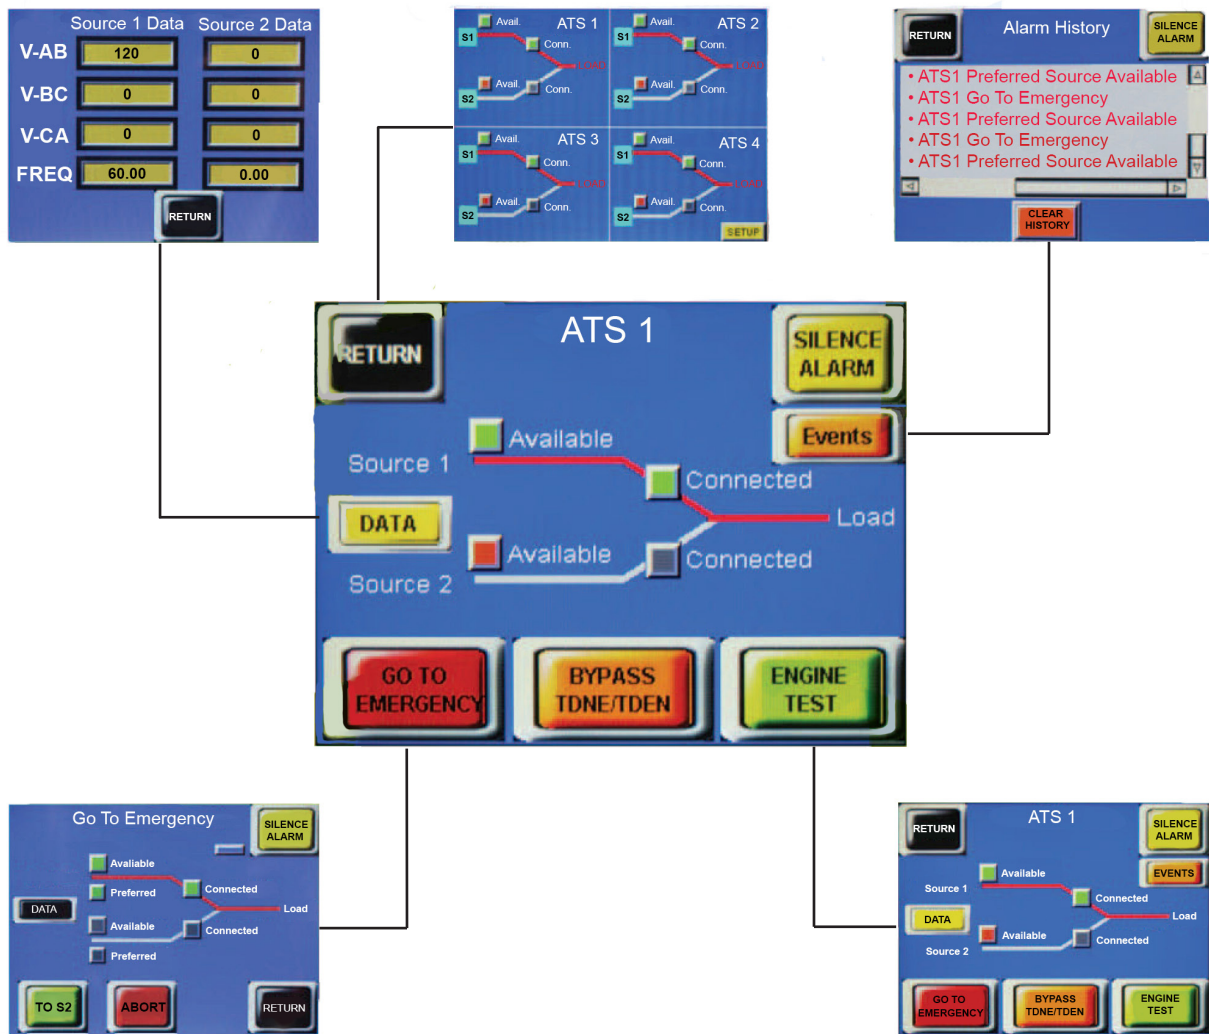 Source 1 Data Source 2 Data
V-AB 120 0
V-BC 0 0
V-CA 0 0
FREQ 60.00 0.00
RETURN
ATS 1
Avail.
S1
Conn.
LOAD
Avail.
S2
Conn.
ATS 2
Avail.
S1
Conn.
LOAD
Avail.
S2
Conn.
ATS 3
Avail.
S1
Conn.
LOAD
Avail.
S2
Conn.
ATS 4
Avail.
S1
Conn.
LOAD
Avail.
S2
Conn.
SETUP
RETURN
Alarm History
SILENCE
ALARM
• ATS1 Preferred Source Available
• ATS1 Go To Emergency
• ATS1 Preferred Source Available
• ATS1 Go To Emergency
• ATS1 Preferred Source Available
CLEAR
HISTORY
RETURN
ATS 1
SILENCE
ALARM
Events
Available
Source 1
Connected
DATA
Load
Available
Connected
Source 2
GO TO
EMERGENCY
BYPASS
TDNE/TDEN
ENGINE
TEST
Go To Emergency
SILENCE
ALARM
Available
Preferred
Connected
DATA
Load
Available
Connected
Preferred
TO S2
ABORT
RETURN
RETURN
ATS 1
SILENCE
ALARM
EVENTS
Available
Source 1
Connected
DATA
Load
Available
Connected
Source 2
GO TO
EMERGENCY
BYPASS
TDNE/TDEN
ENGINE
TEST